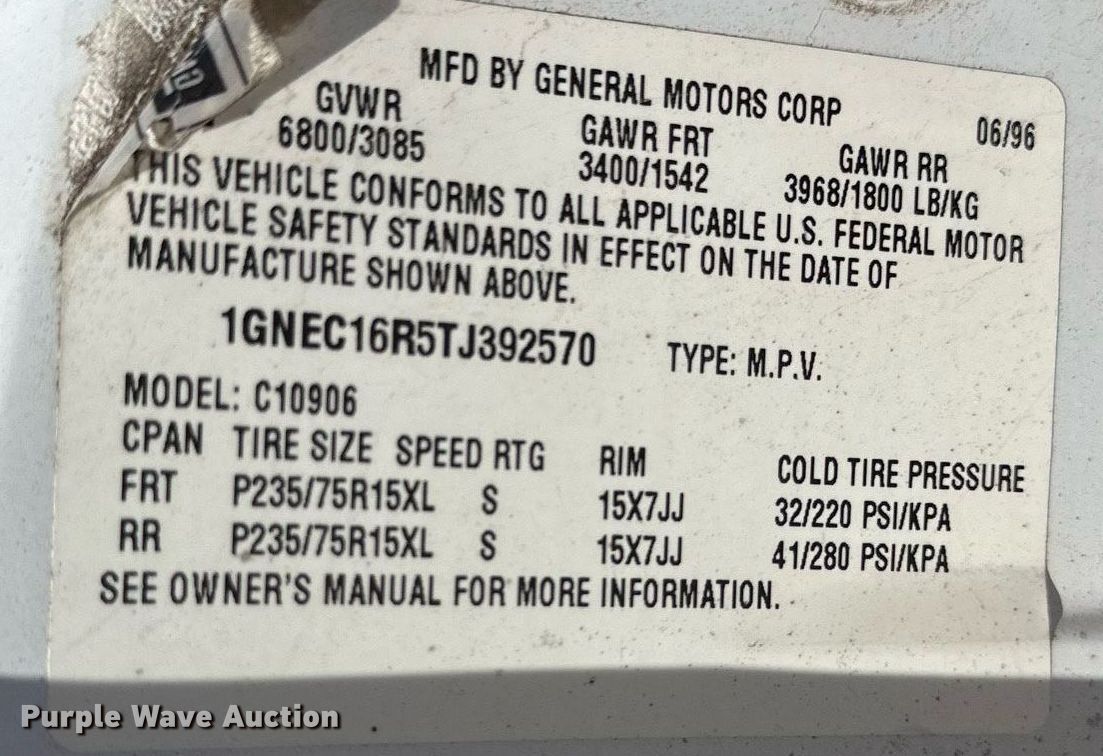 MFD BY GENERAL MOTORS CORP 06/96
GVWR GAWR FRT GAWR RR
6800/3085 3400/1542 3968/1800 LB/KG
THIS VEHICLE CONFORMS TO ALL APPLICABLE U.S. FEDERAL MOTOR
VEHICLE SAFETY STANDARDS IN EFFECT ON THE DATE OF
MANUFACTURE SHOWN ABOVE.
1GNEC16R5TJ392570 TYPE: M.P.V.
MODEL: C10906
CPAN TIRE SIZE SPEED RTG RIM COLD TIRE PRESSURE
FRT P235/75R15XL S 15X7JJ 32/220 PSI/KPA
RR P235/75R15XL S 15X7JJ 41/280 PSI/KPA
SEE OWNER'S MANUAL FOR MORE INFORMATION.
Purple Wave Auction